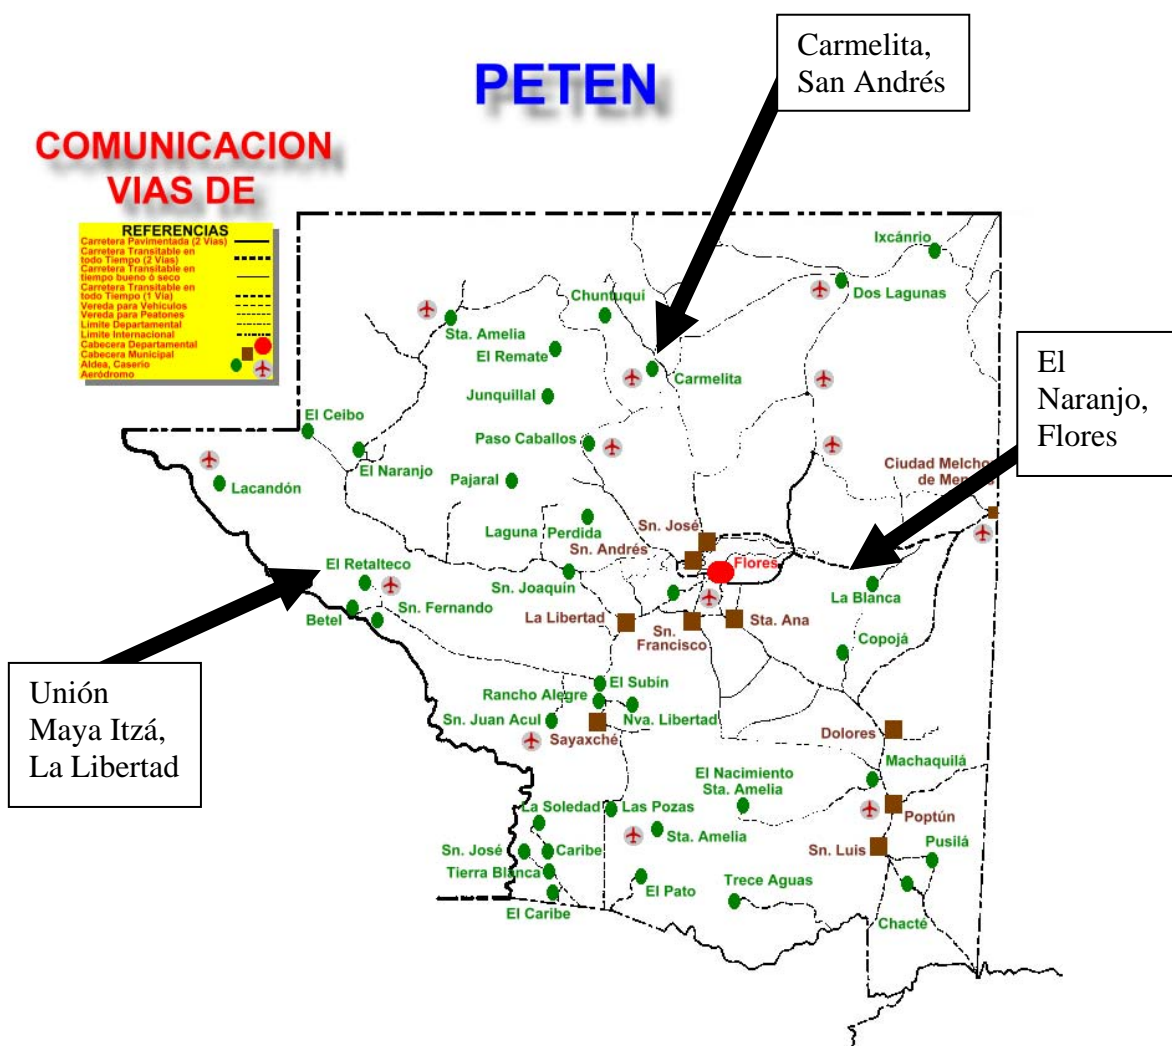 PETEN
COMUNICACION
VIAS DE
REFERENCIAS
Carretera Pavimentada (2 Vias)
Carretera Transitable en
todo Tiempo (2 Vias)
Carretera Transitable en
tiempo bueno ó seco
Carretera Transitable en
todo Tiempo (1 Vía)
Vereda para Vehículos
Vereda para Peatones
Limite Departamental
Limite Internacional
Cabecera Departamental
Cabecera Municipal
Aldea, Caserio
Aeródromo
Carmelita,
San Andrés
El
Naranjo,
Flores
Unión
Maya Itzá,
La Libertad
Ixcánrio
Dos Lagunas
Chuntuquí
Sta. Amelia
El Remate
Carmelita
Junquillal
El Ceibo
Paso Caballos
El Naranjo
Lacandón
Pajaral
Ciudad Melchor
de
Laguna Perdida
Sn. José
Sn. Andrés
Flores
El Retalteco
Sn. Joaquín
La Blanca
Betel
Sn. Fernando
La Libertad
Sn.
Francisco
Sta. Ana
Copojá
El Subín
Rancho Alegre
Sn. Juan Acul
Nva. Libertad
Sayaxché
Dolores
Machaquilá
El Nacimiento
Sta. Amelia
La Soledad
Las Pozas
Sta. Amelia
Poptún
Sn. José
Caribe
Sn. Luis
Pusilá
Tierra Blanca
El Pato
Trece Aguas
El Caribe
Chacté